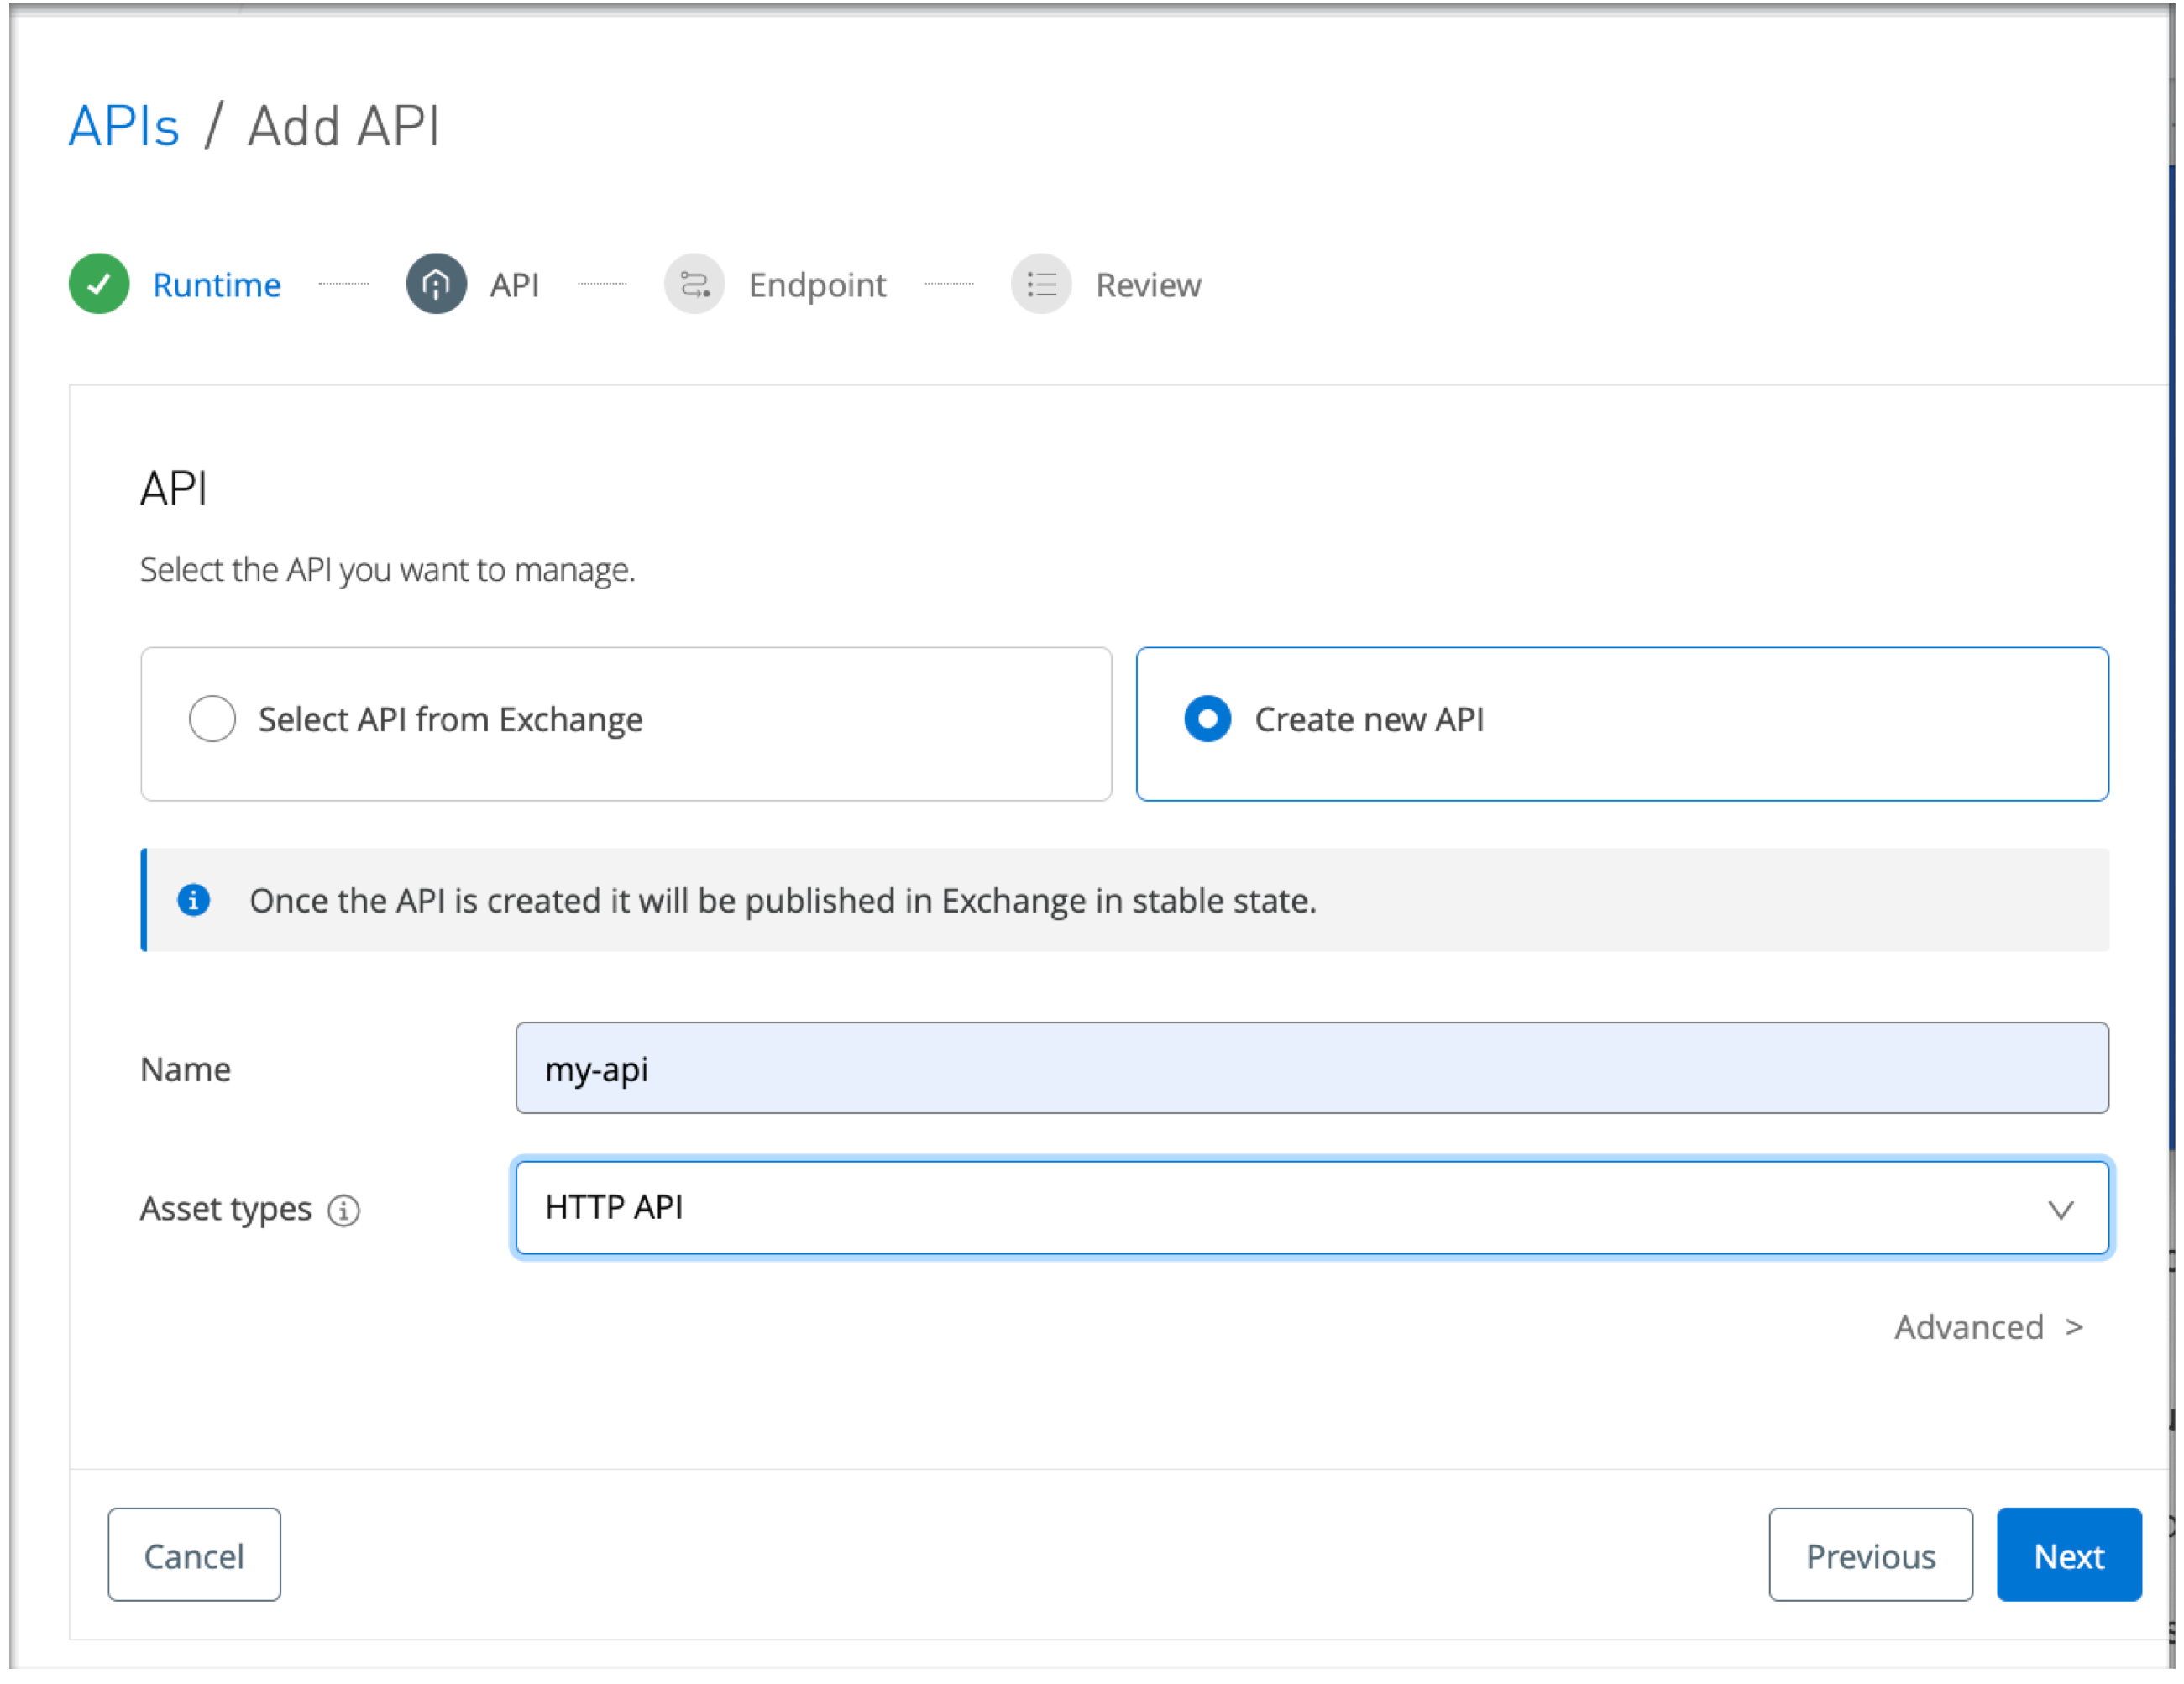 APIs / Add API
Runtime API Endpoint Review
API
Select the API you want to manage.
Select API from Exchange Create new API
Once the API is created it will be published in Exchange in stable state.
Name my-api
Asset types HTTP API
Advanced >
Cancel Previous Next